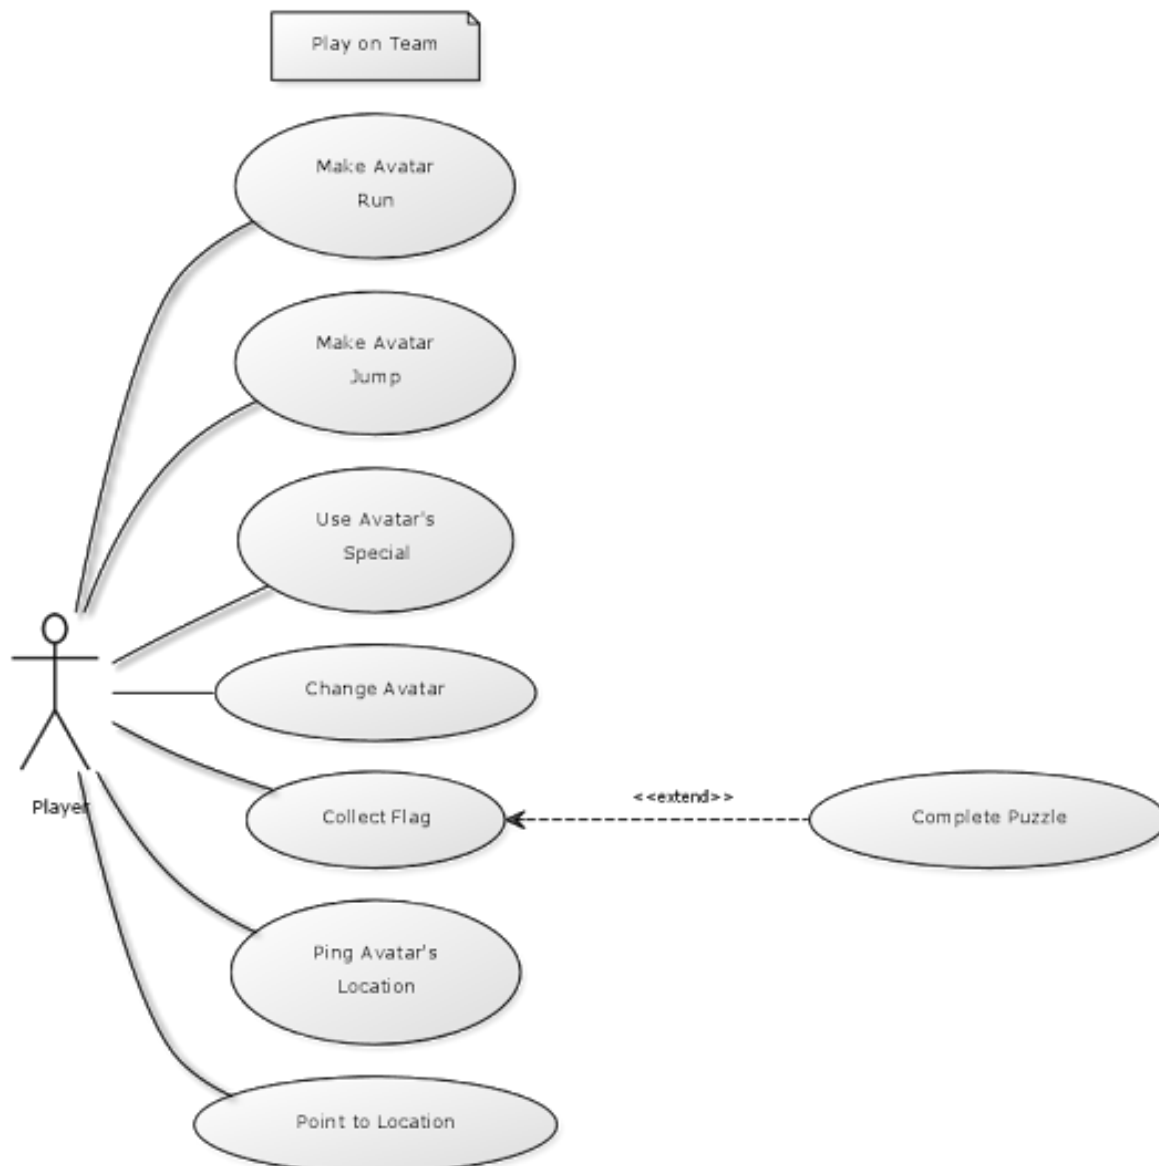 Play on Team
Make Avatar
Run
Make Avatar
Jump
Use Avatar's
Special
Change Avatar
Player
Collect Flag
<<extend>>
Complete Puzzle
Ping Avatar's
Location
Point to Location